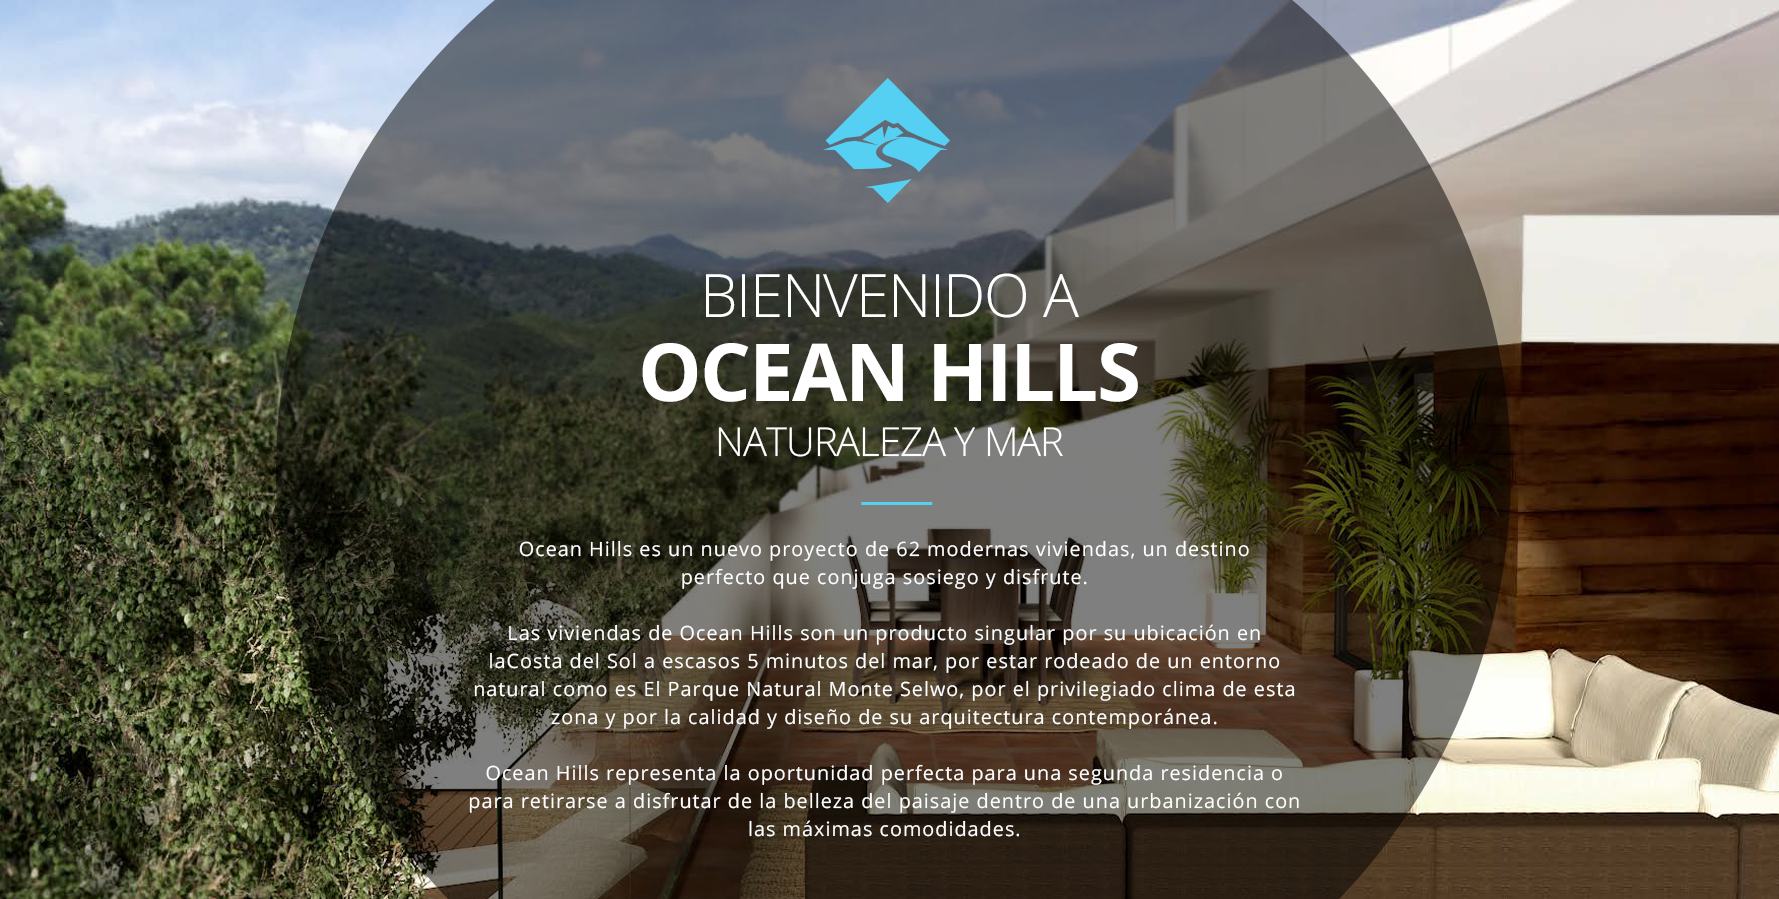 BIENVENIDO A
OCEAN HILLS
NATURALEZA Y MAR
Ocean Hills es un nuevo proyecto de 62 modernas viviendas, un destino
perfecto que conjuga sosiego y disfrute.
Las viviendas de Ocean Hills son un producto singular por su ubicación en
laCosta del Sol a escasos 5 minutos del mar, por estar rodeado de un entorno
natural como es El Parque Natural Monte Selwo, por el privilegiado clima de esta
zona y por la calidad y diseño de su arquitectura contemporánea.
Ocean Hills representa la oportunidad perfecta para una segunda residencia o
para retirarse a disfrutar de la belleza del paisaje dentro de una urbanización con
las máximas comodidades.